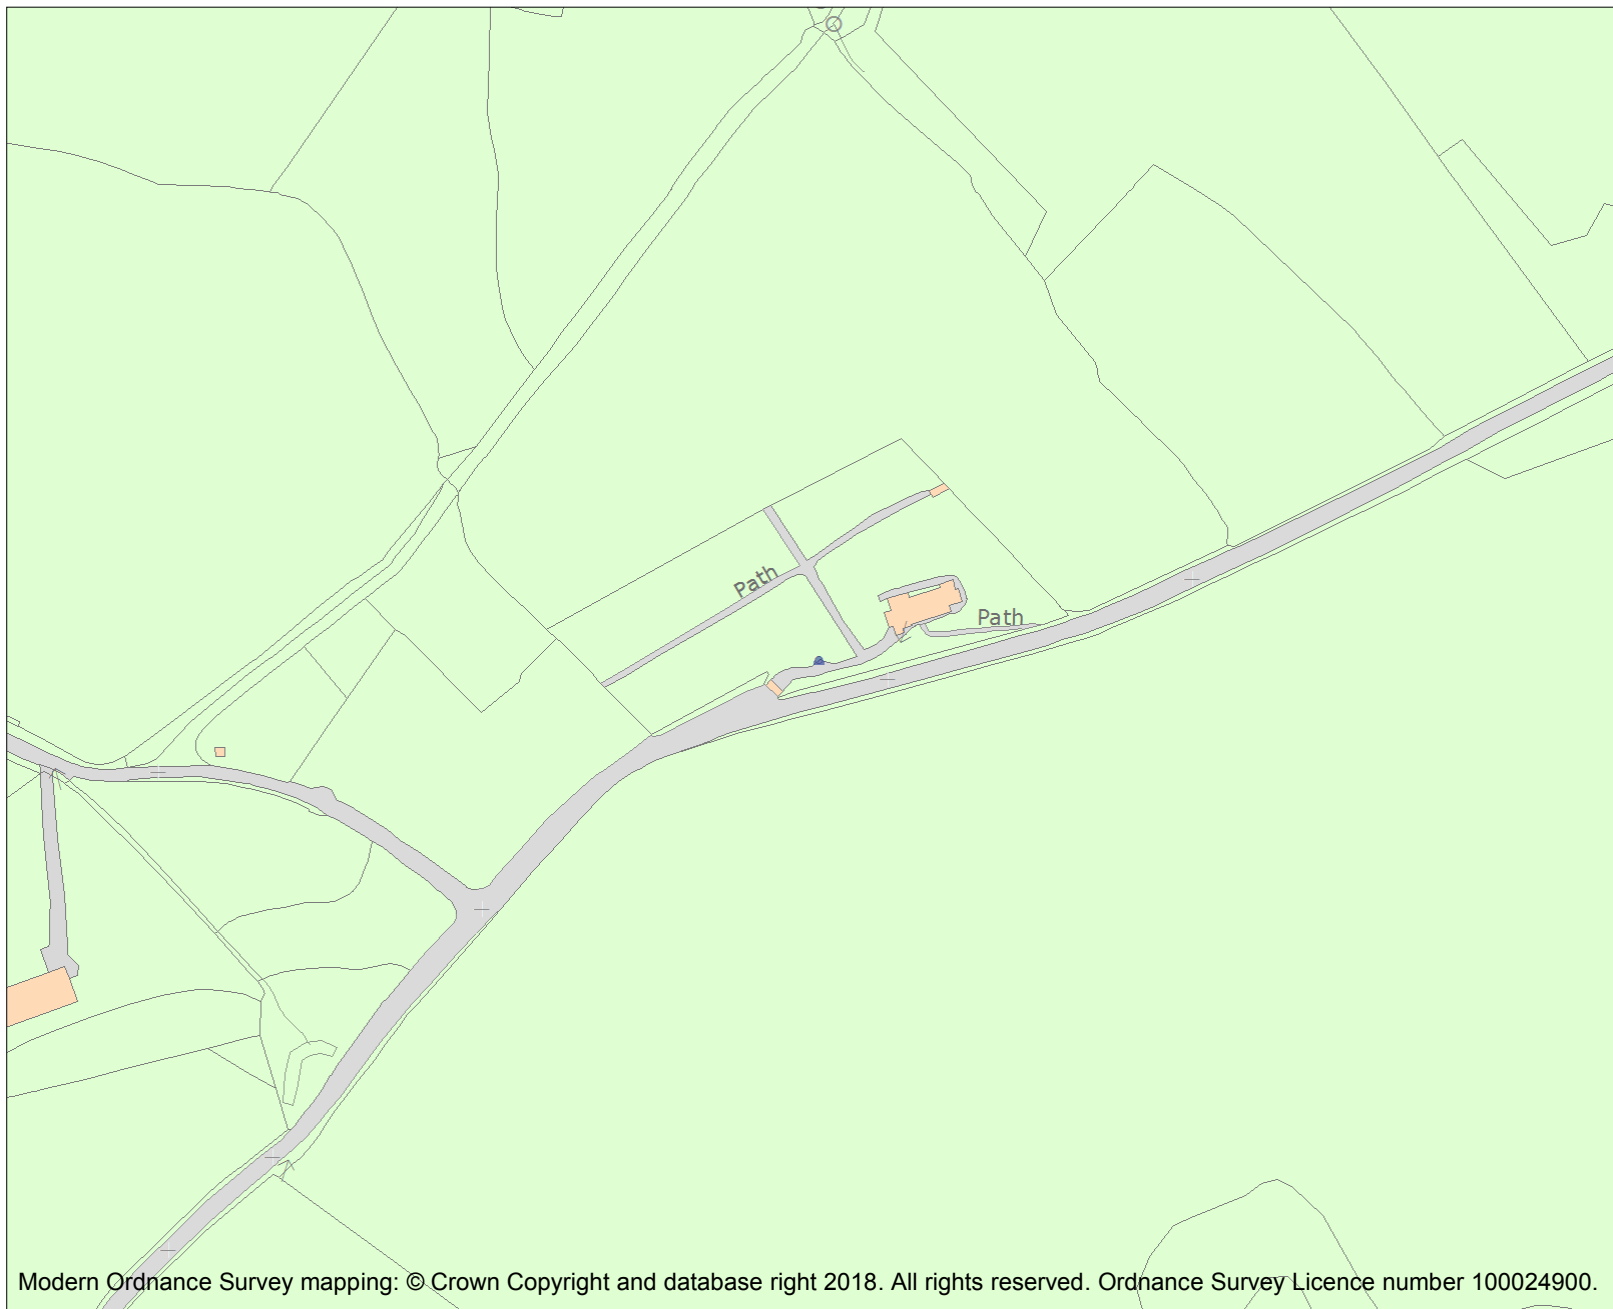 Path
Path
Modern Ordnance Survey mapping: © Crown Copyright and database right 2018. All rights reserved. Ordnance Survey Licence number 100024900.